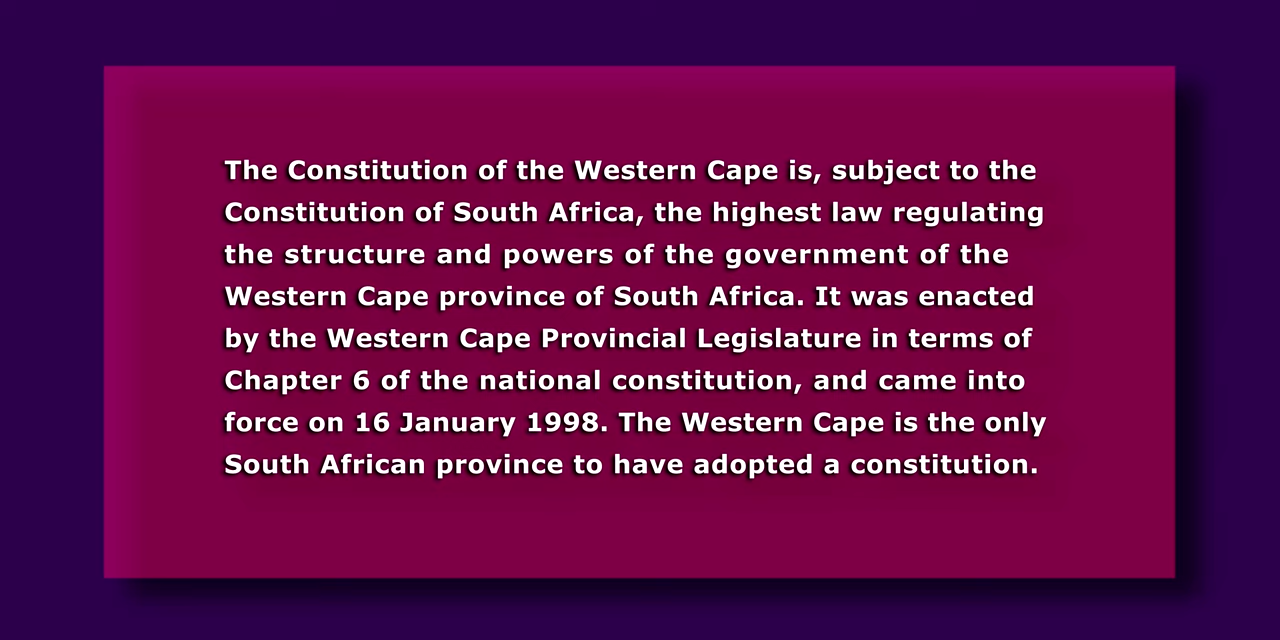 The Constitution of the Western Cape is, subject to the
Constitution of South Africa, the highest law regulating
the structure and powers of the government of the
Western Cape province of South Africa. It was enacted
by the Western Cape Provincial Legislature in terms of
Chapter 6 of the national constitution, and came into
force on 16 January 1998. The Western Cape is the only
South African province to have adopted a constitution.